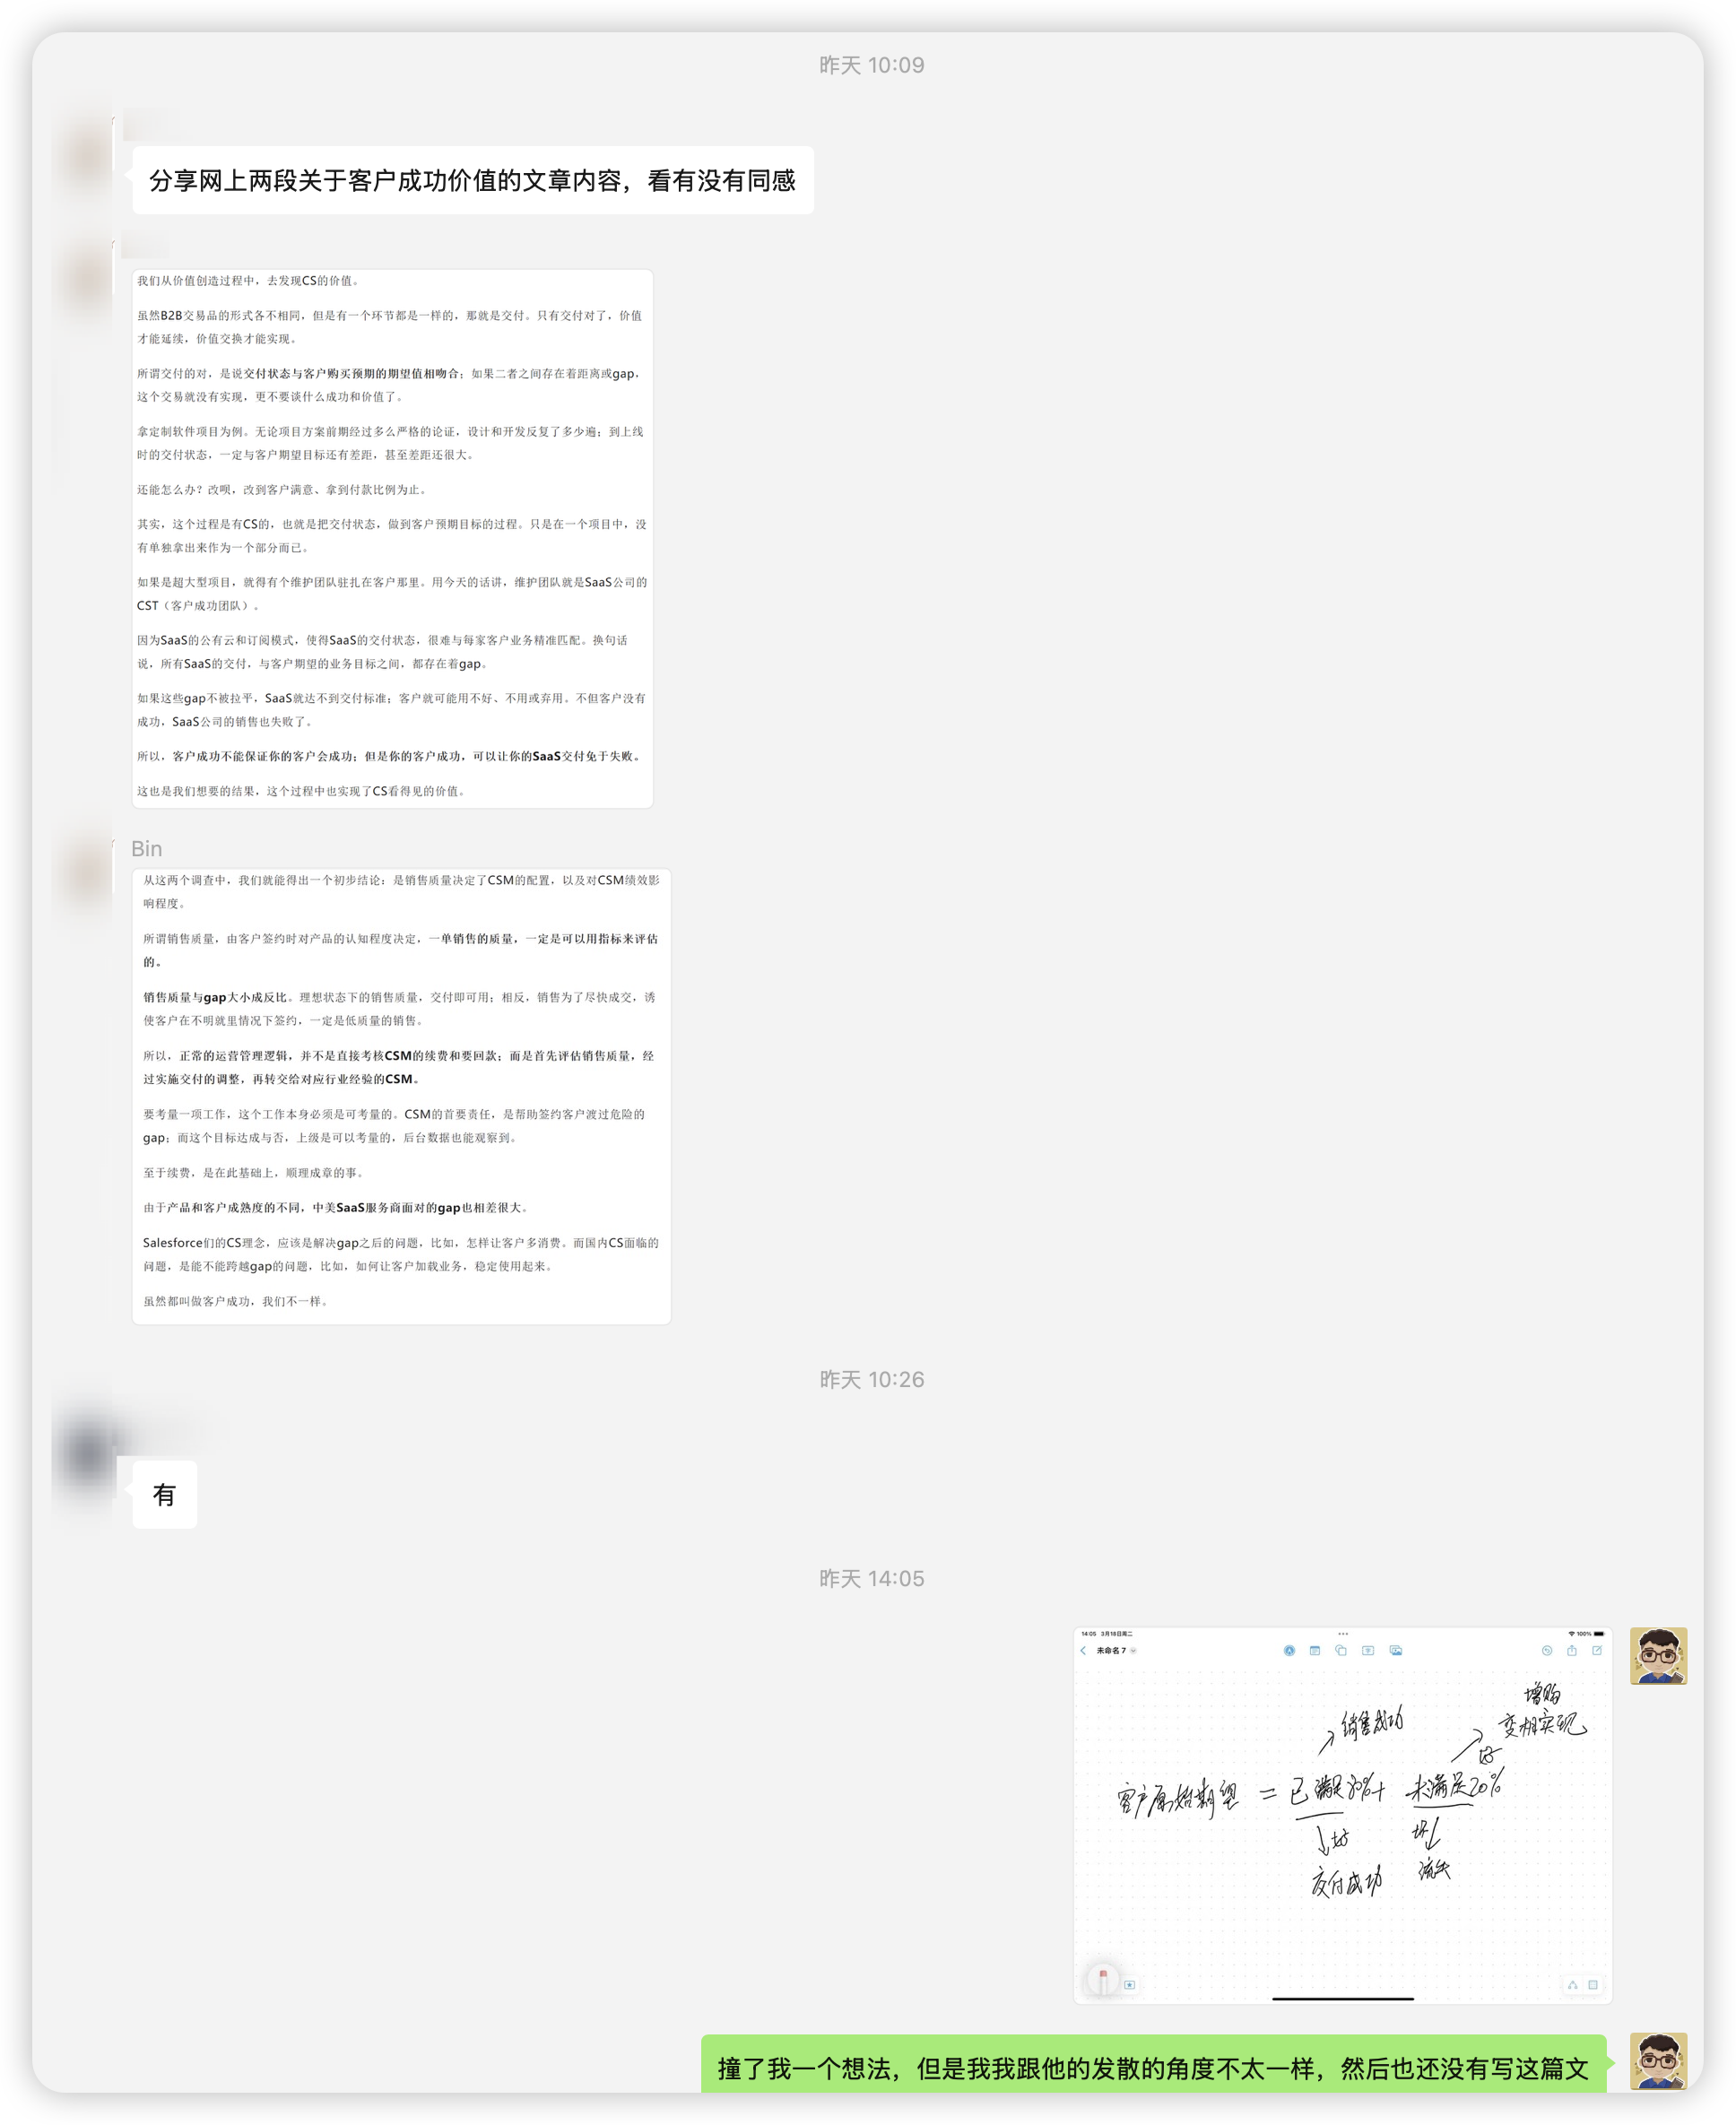 昨天 10:09
分享网上两段关于客户成功价值的文章内容，看有没有同感
我们从价值创造过程中，去发现CS的价值。
虽然B2B交易品的形式各不相同，但是有一个环节都是一样的，那就是交付。只有交付对了，价值
才能延续，价值交换才能实现。
所谓交付的对，是说交付状态与客户购买预期的期望值相吻合；如果二者之间存在着距离或gap，
这个交易就没有实现，更不要谈什么成功和价值了。
拿定制软件项目为例。无论项目方案前期经过多么严格的论证，设计和开发反复了多少遍；到上线
时的交付状态，一定与客户期望目标还有差距，甚至差距还很大。
还能怎么办？改呗，改到客户满意、拿到付款比例为止。
其实，这个过程是有CS的，也就是把交付状态，做到客户预期目标的过程。只是在一个项目中，没
有单独拿出来作为一个部分而已。
如果是超大型项目，就得有个维护团队驻扎在客户那里。用今天的话讲，维护团队就是SaaS公司的
CST（客户成功团队）。
因为SaaS的公有云和订阅模式，使得SaaS的交付状态，很难与每家客户业务精准匹配。换句话
说，所有SaaS的交付，与客户期望的业务目标之间，都存在着gap。
如果这些gap不被拉平，SaaS就达不到交付标准；客户就可能用不好、不用或弃用。不但客户没有
成功，SaaS公司的销售也失败了。
所以，客户成功不能保证你的客户会成功；但是你的客户成功，可以让你的SaaS交付免于失败。
这也是我们想要的结果，这个过程中也实现了CS看得见的价值。
Bin
从这两个调查中，我们就能得出一个初步结论：是销售质量决定了CSM的配置，以及对CSM绩效影
响程度。
所谓销售质量，由客户签约时对产品的认知程度决定，一单销售的质量，一定是可以用指标来评估
的。
销售质量与gap大小成反比。理想状态下的销售质量，交付即可用；相反，销售为了尽快成交，诱
使客户在不明就里情况下签约，一定是低质量的销售。
所以，正常的运营管理逻辑，并不是直接考核CSM的续费和要回款；而是首先评估销售质量，经
过实施交付的调整，再转交给对应行业经验的CSM。
要考量一项工作，这个工作本身必须是可考量的。CSM的首要责任，是帮助签约客户渡过危险的
gap；而这个目标达成与否，上级是可以考量的，后台数据也能观察到。
至于续费，是在此基础上，顺理成章的事。
由于产品和客户成熟度的不同，中美SaaS服务商面对的gap也相差很大。
Salesforce们的CS理念，应该是解决gap之后的问题，比如，怎样让客户多消费。而国内CS面临的
问题，是能不能跨越gap的问题，比如，如何让客户加载业务，稳定使用起来。
虽然都叫做客户成功，我们不一样。
昨天 10:26
有
昨天 14:05
14:05 3月18日周二
100%
未命名 7
增购
变相实现
销售成功
好
客户原始期望 = 已满足80%+ 未满足20%
好
坏
交付成功
流失
撞了我一个想法，但是我我跟他的发散的角度不太一样，然后也还没有写这篇文